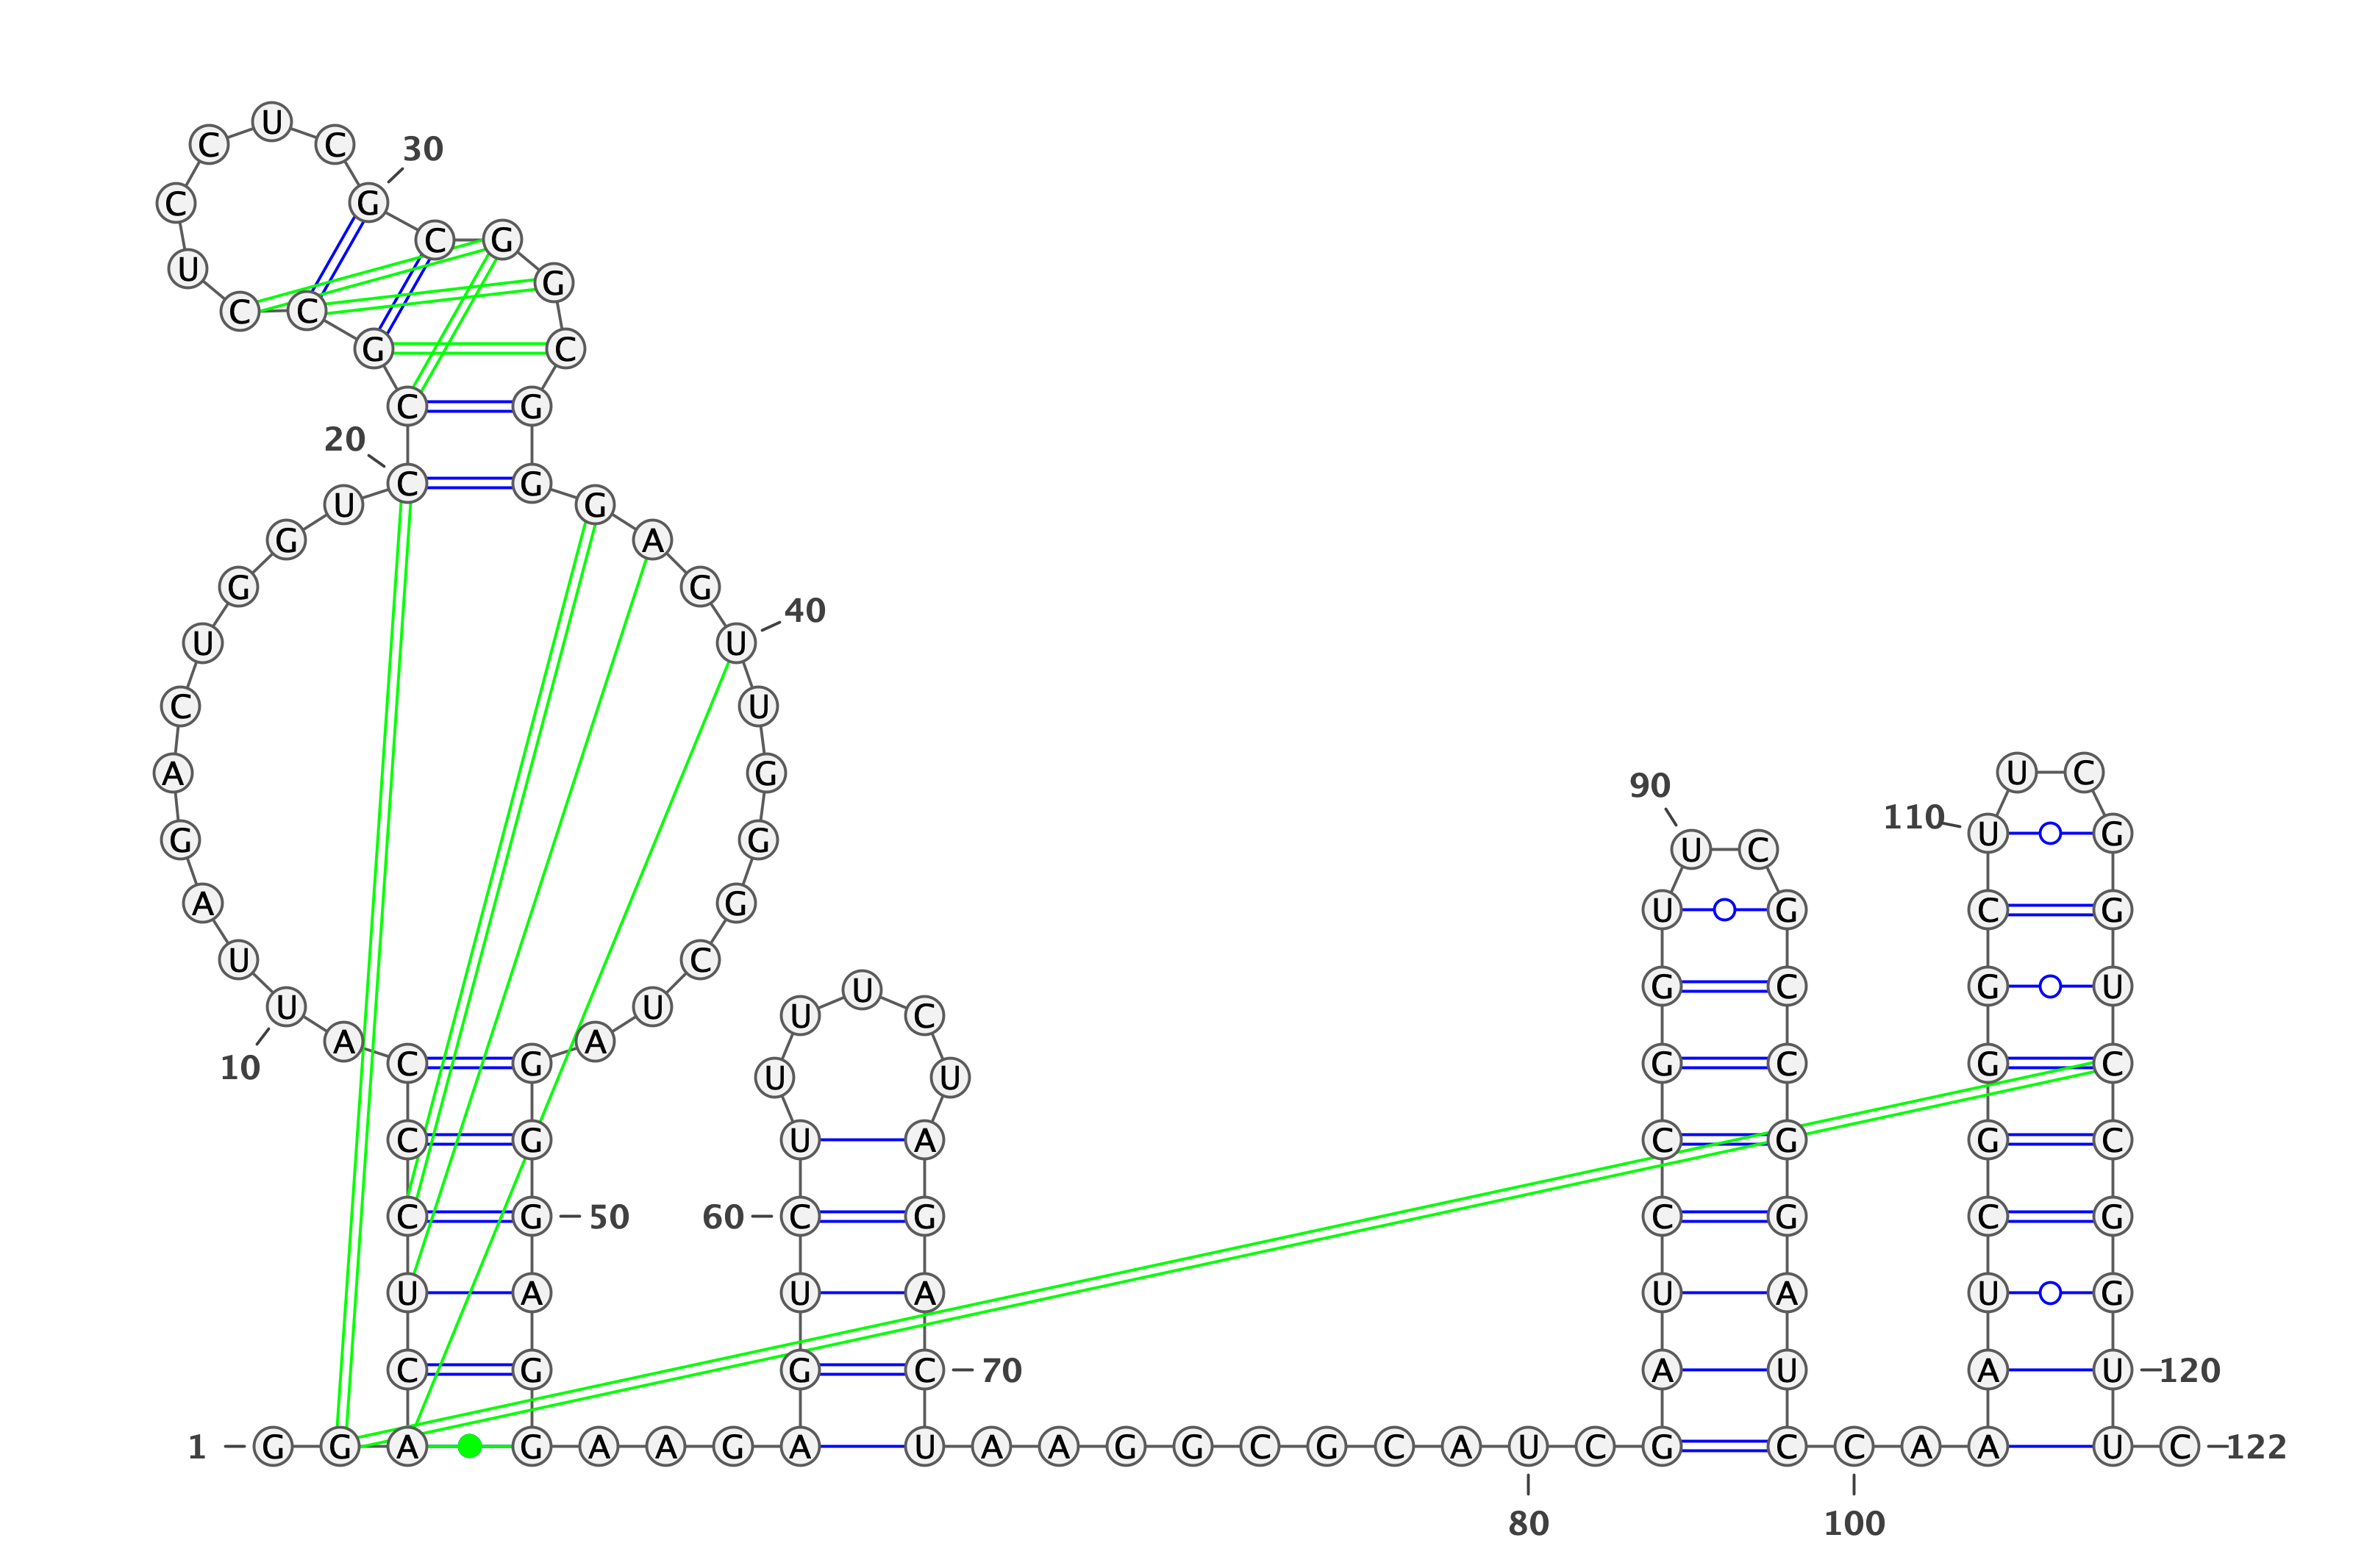 U
C C 30
C G
C G
U G
C C
G C
C G
20
C G
U G
G A
G G
40
U U
C U
A G U C
90
110 U G
G G U C
A G U G C G
U C U G C G U
U U U C
A A
C G U U G C G C
10
C G U A C G G C
C G 50 60 C G C G C G
U A U A U A U G
C G G C 70 A U A U 120
1 G G A G A A G A U A A G G C G C A U C G C C A A U C 122
80 100